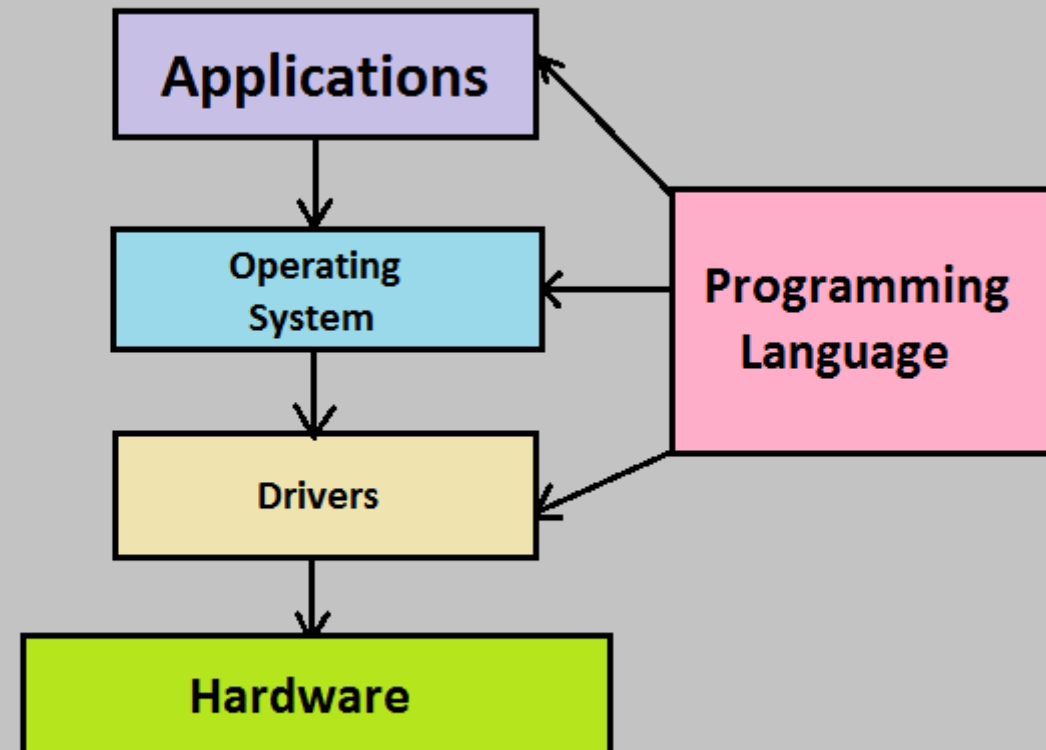 Applications
Operating
System
Programming
Language
Drivers
Hardware